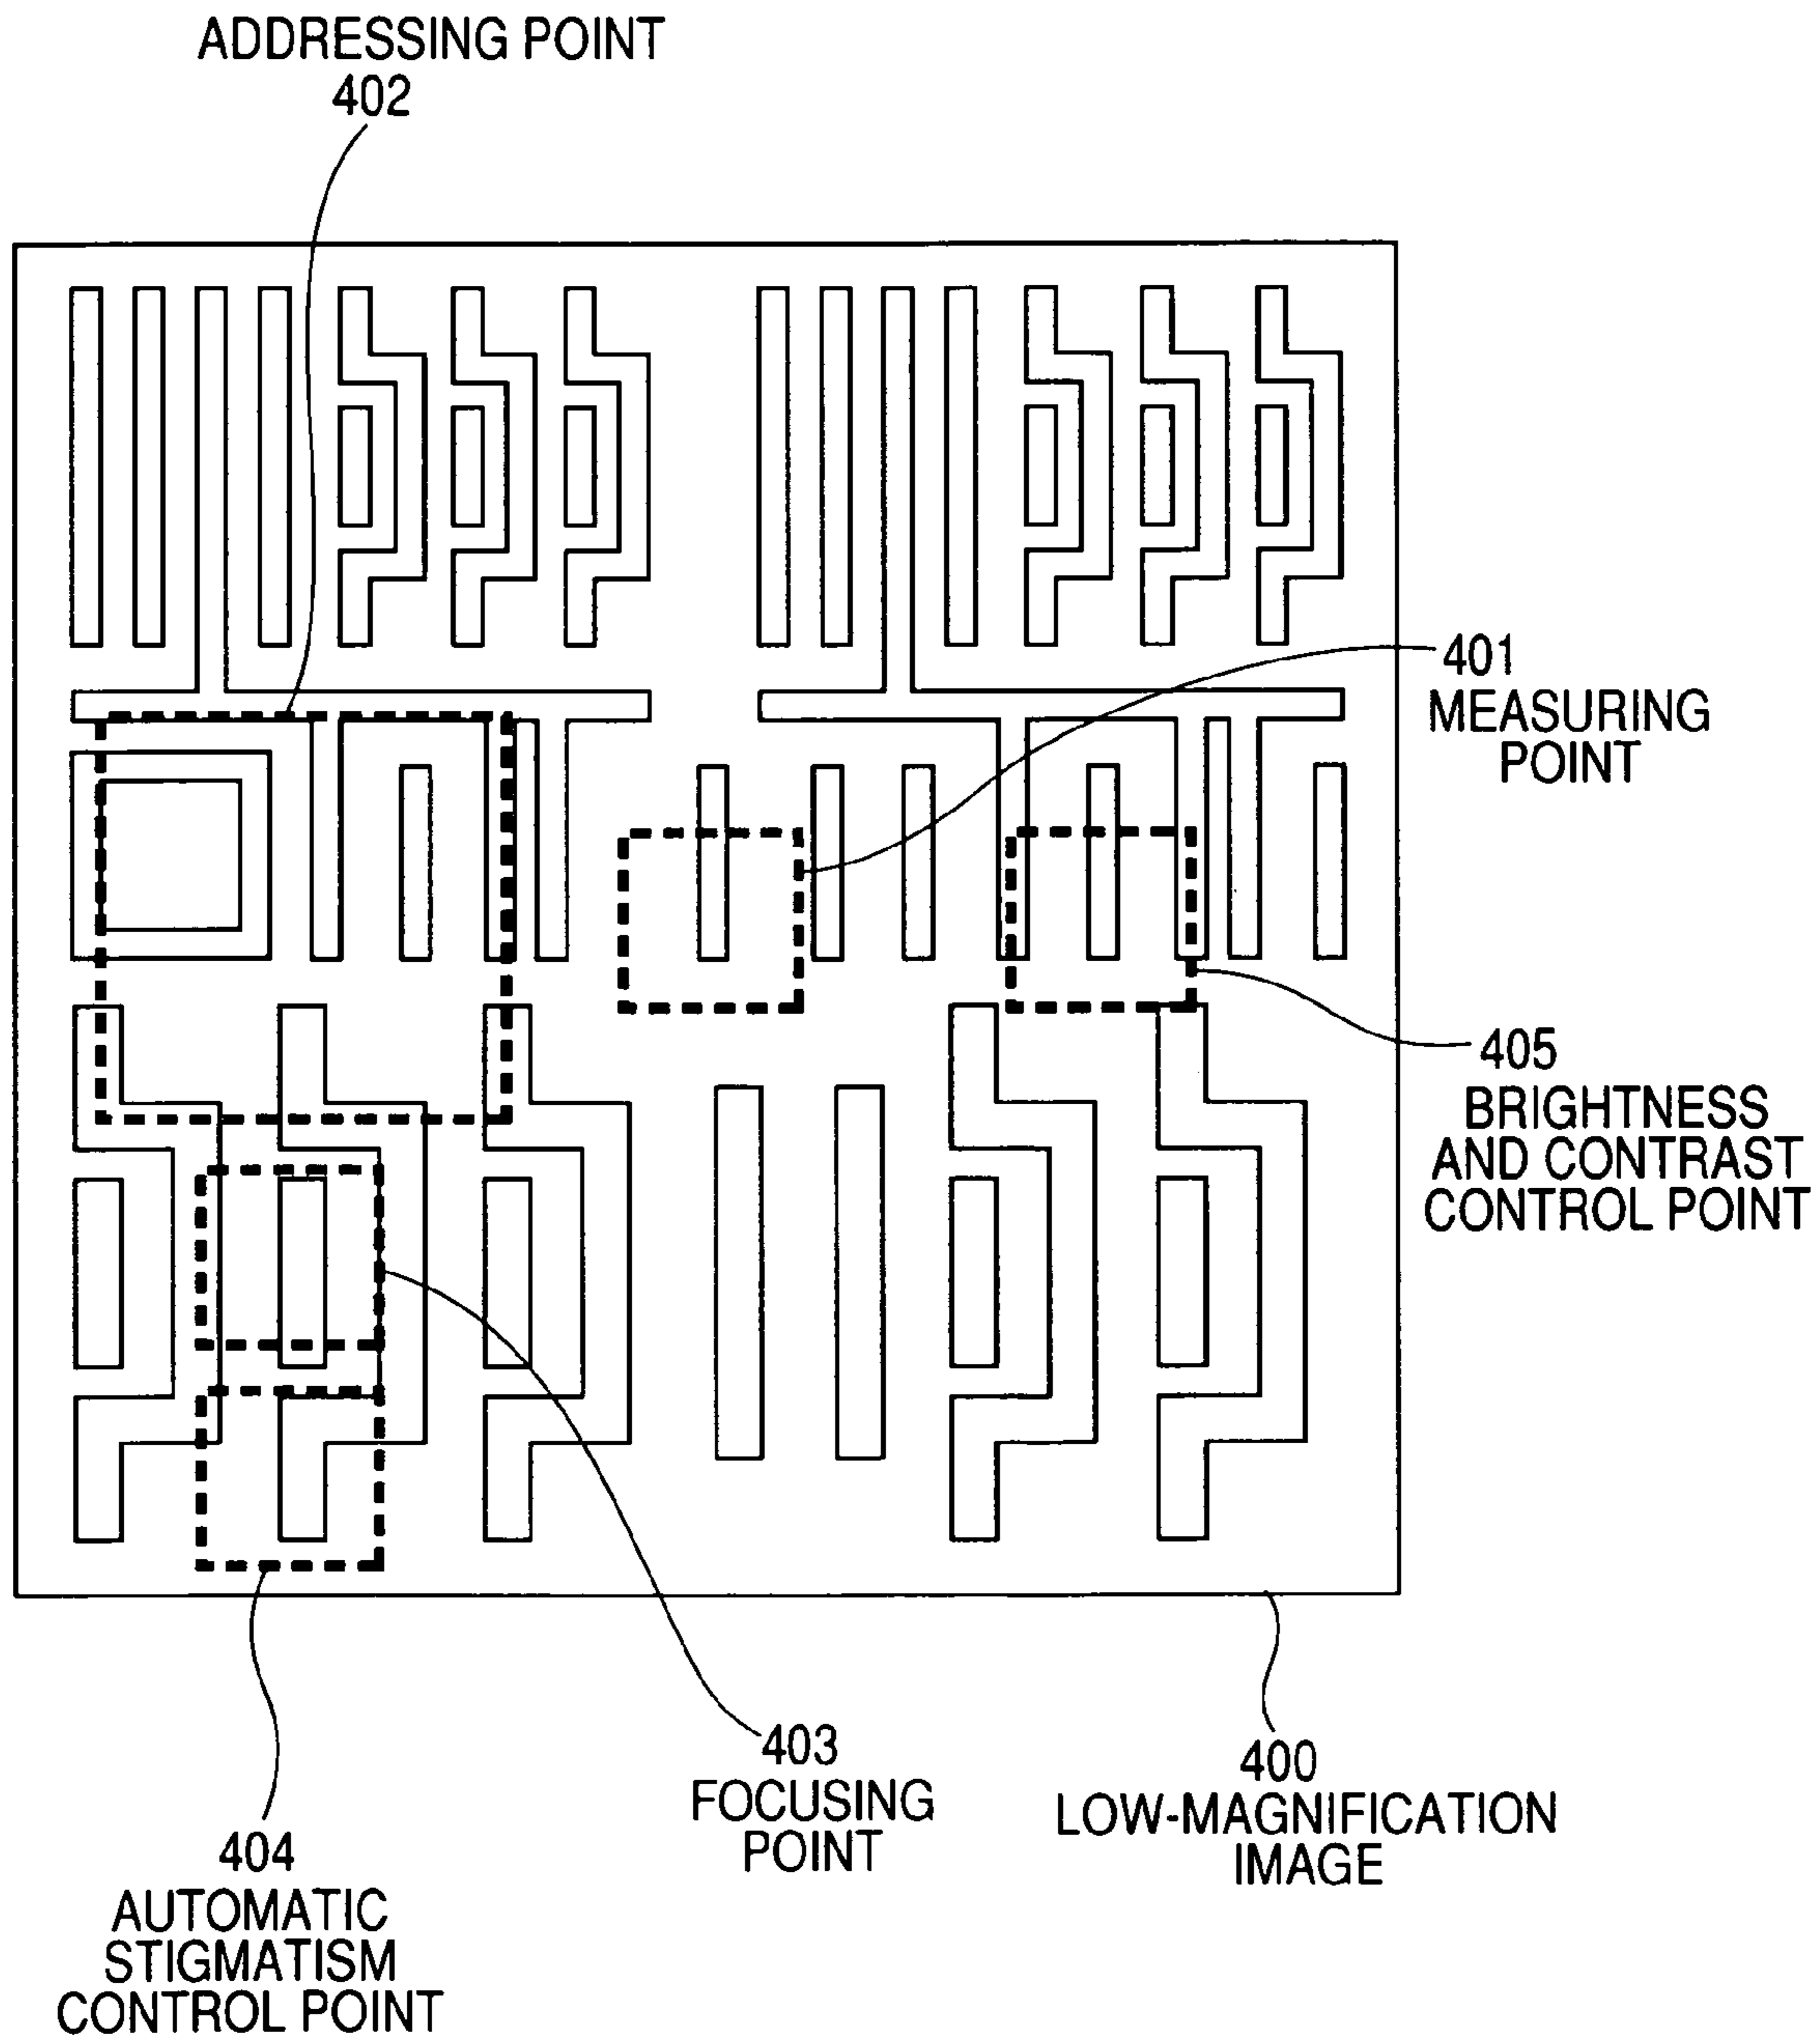 ADDRESSING POINT
402
401
MEASURING
POINT
405
BRIGHTNESS
AND CONTRAST
CONTROL POINT
403
FOCUSING
POINT
400
LOW-MAGNIFICATION
IMAGE
404
AUTOMATIC
STIGMATISM
CONTROL POINT